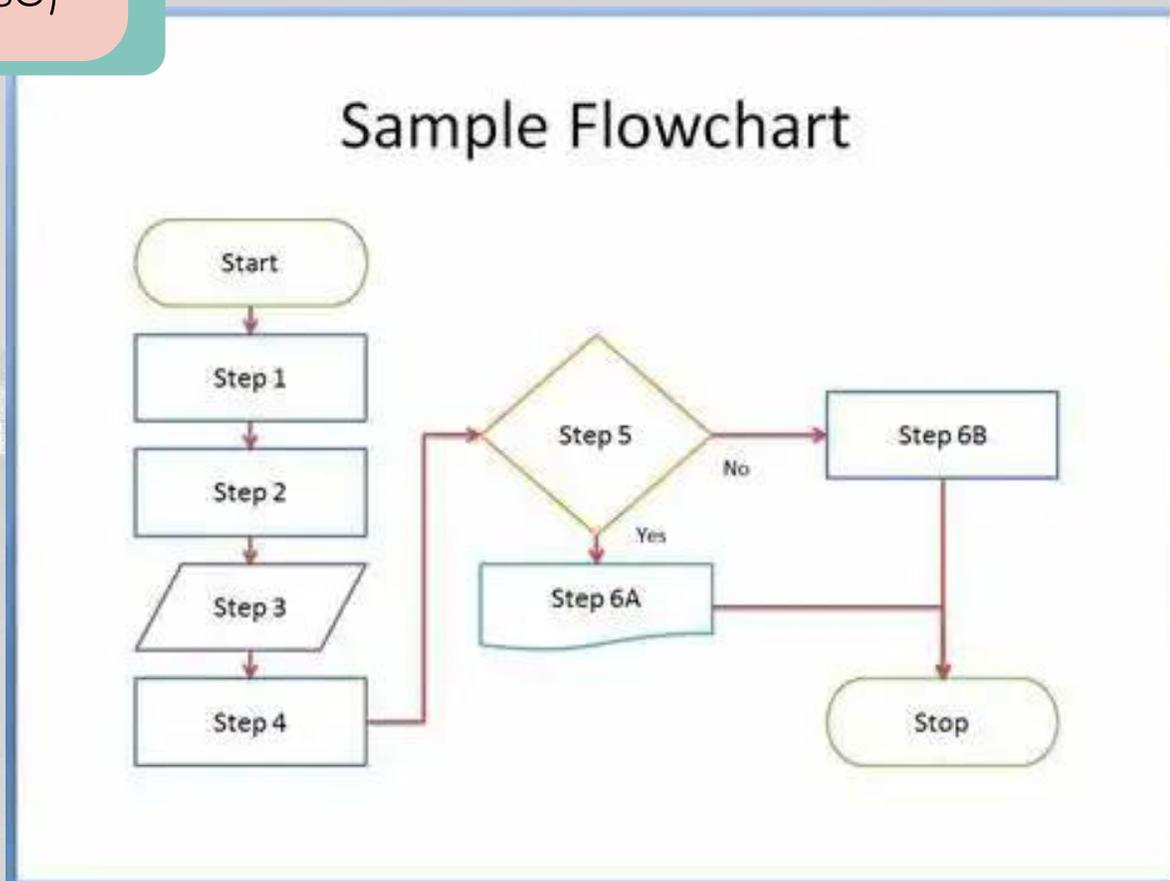 Sample Flowchart
Start
Step 1
Step 2
Step 3
Step 4
Step 5
No
Yes
Step 6A
Step 6B
Stop